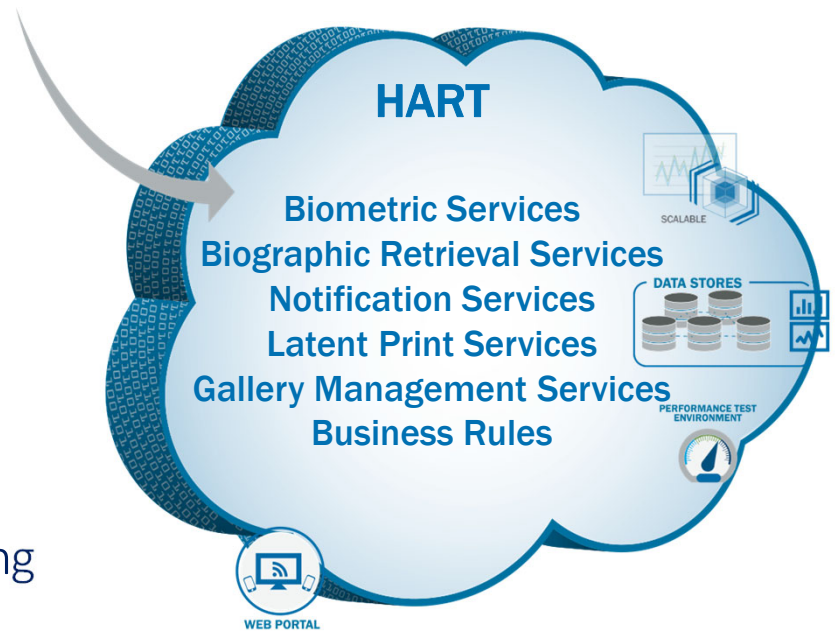 HART
Biometric Services
Biographic Retrieval Services
Notification Services
Latent Print Services
Gallery Management Services
Business Rules
SCALABLE
DATA STORES
PERFORMANCE TEST
ENVIRONMENT
ng
WEB PORTAL